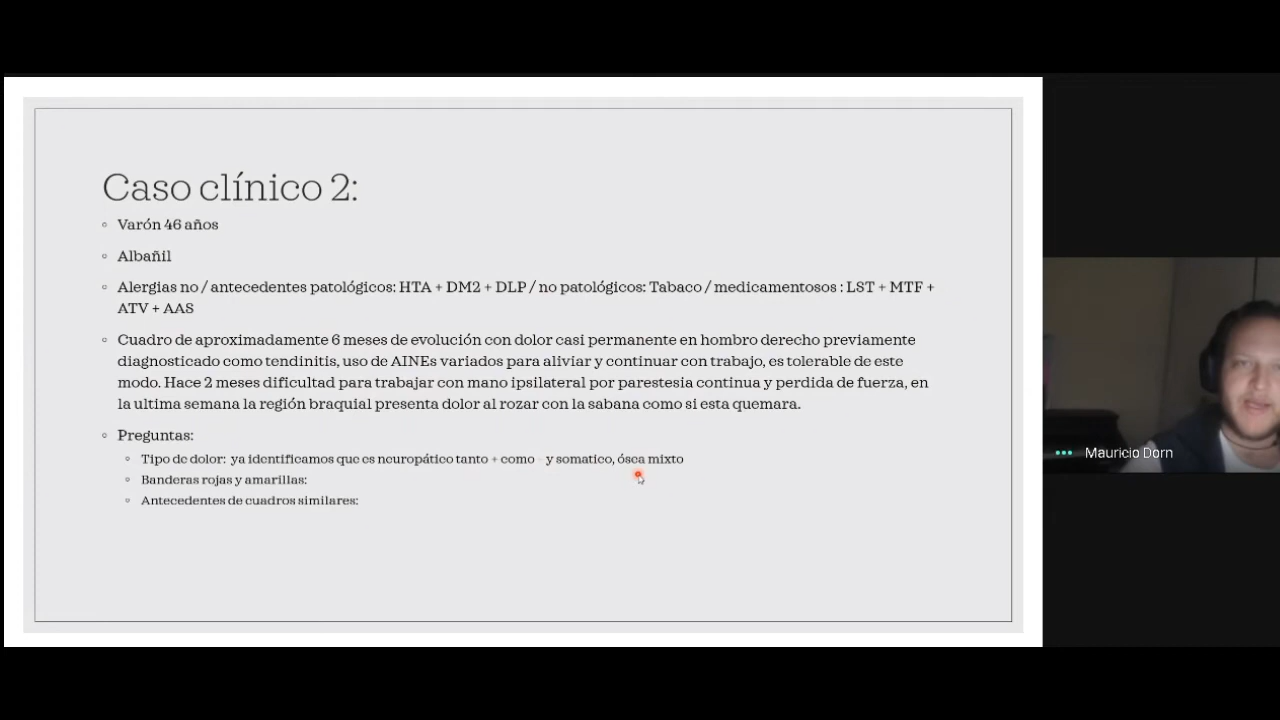 Caso clínico 2:
◦ Varón 46 años
◦ Albañil
◦ Alergias no / antecedentes patológicos: HTA + DM2 + DLP / no patológicos: Tabaco / medicamentosos : LST + MTF +
ATV + AAS
◦ Cuadro de aproximadamente 6 meses de evolución con dolor casi permanente en hombro derecho previamente
diagnosticado como tendinitis, uso de AINEs variados para aliviar y continuar con trabajo, es tolerable de este
modo. Hace 2 meses dificultad para trabajar con mano ipsilateral por parestesia continua y perdida de fuerza, en
la ultima semana la región braquial presenta dolor al rozar con la sabana como si esta quemara.
◦ Preguntas:
◦ Tipo de dolor: ya identificamos que es neuropático tanto + como - y somatico, ósea mixto
◦ Banderas rojas y amarillas:
◦ Antecedentes de cuadros similares:
Mauricio Dorn